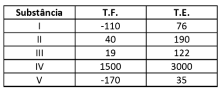 Substância T.F. T.E.
I -110 76
II 40 190
III 19 122
IV 1500 3000
V -170 35